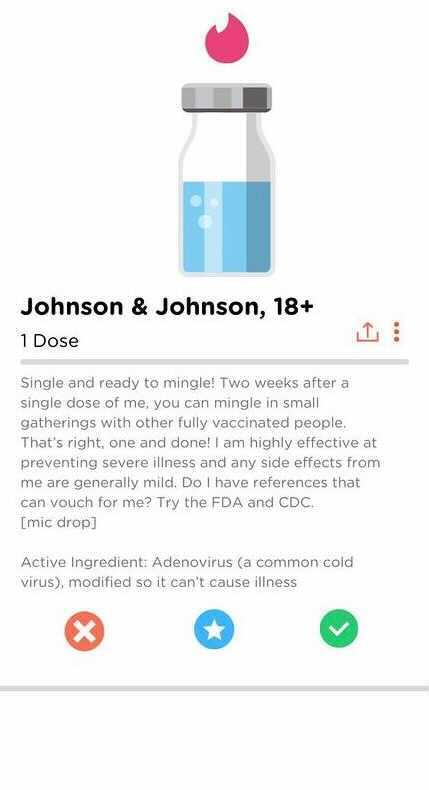 Johnson & Johnson, 18+
1 Dose
Single and ready to mingle! Two weeks after a
single dose of me, you can mingle in small
gatherings with other fully vaccinated people.
That's right, one and done! I am highly effective at
preventing severe illness and any side effects from
me are generally mild. Do I have references that
can vouch for me? Try the FDA and CDC.
[mic drop]
Active Ingredient: Adenovirus (a common cold
virus), modified so it can't cause illness